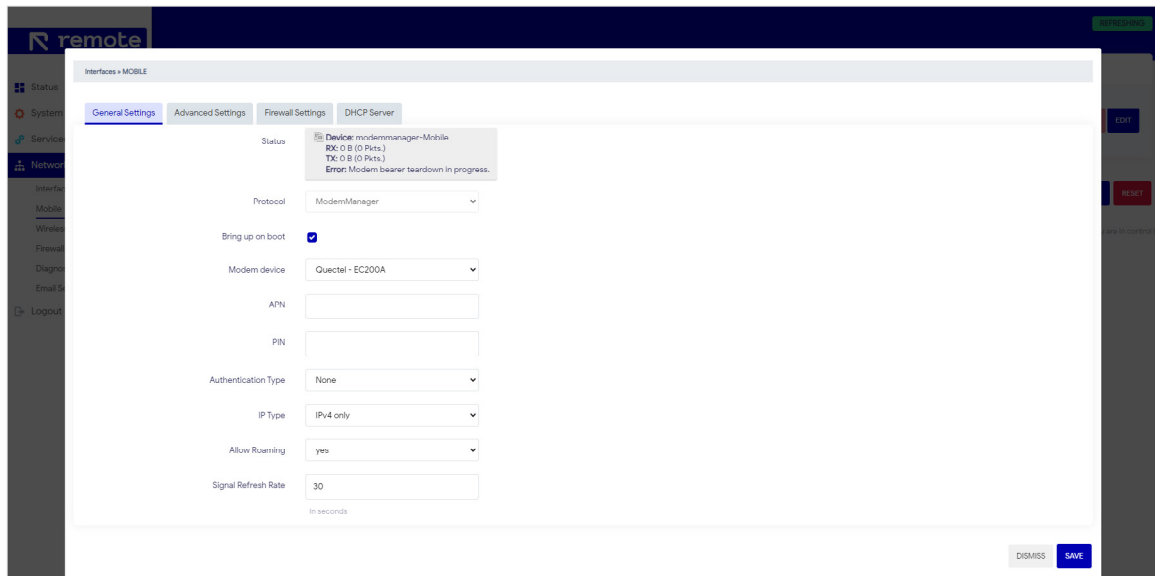 REFRESHING
remote
Interfaces » MOBILE
Status
General Settings Advanced Settings Firewall Settings DHCP Server
System
EDIT
Status
Device: modemmanager-Mobile
RX: 0 B (0 Pkts.)
TX: 0 B (0 Pkts.)
Error: Modem bearer teardown in progress.
Service
Networ
Interfac
RESET
Protocol ModemManager
Mobile
Wireles
Bring up on boot
Firewall
Diagnos
Modem device Quectel - EC200A
Email Se
APN
Logout
PIN
Authentication Type None
IP Type IPv4 only
Allow Roaming yes
Signal Refresh Rate 30
In seconds
DISMISS SAVE